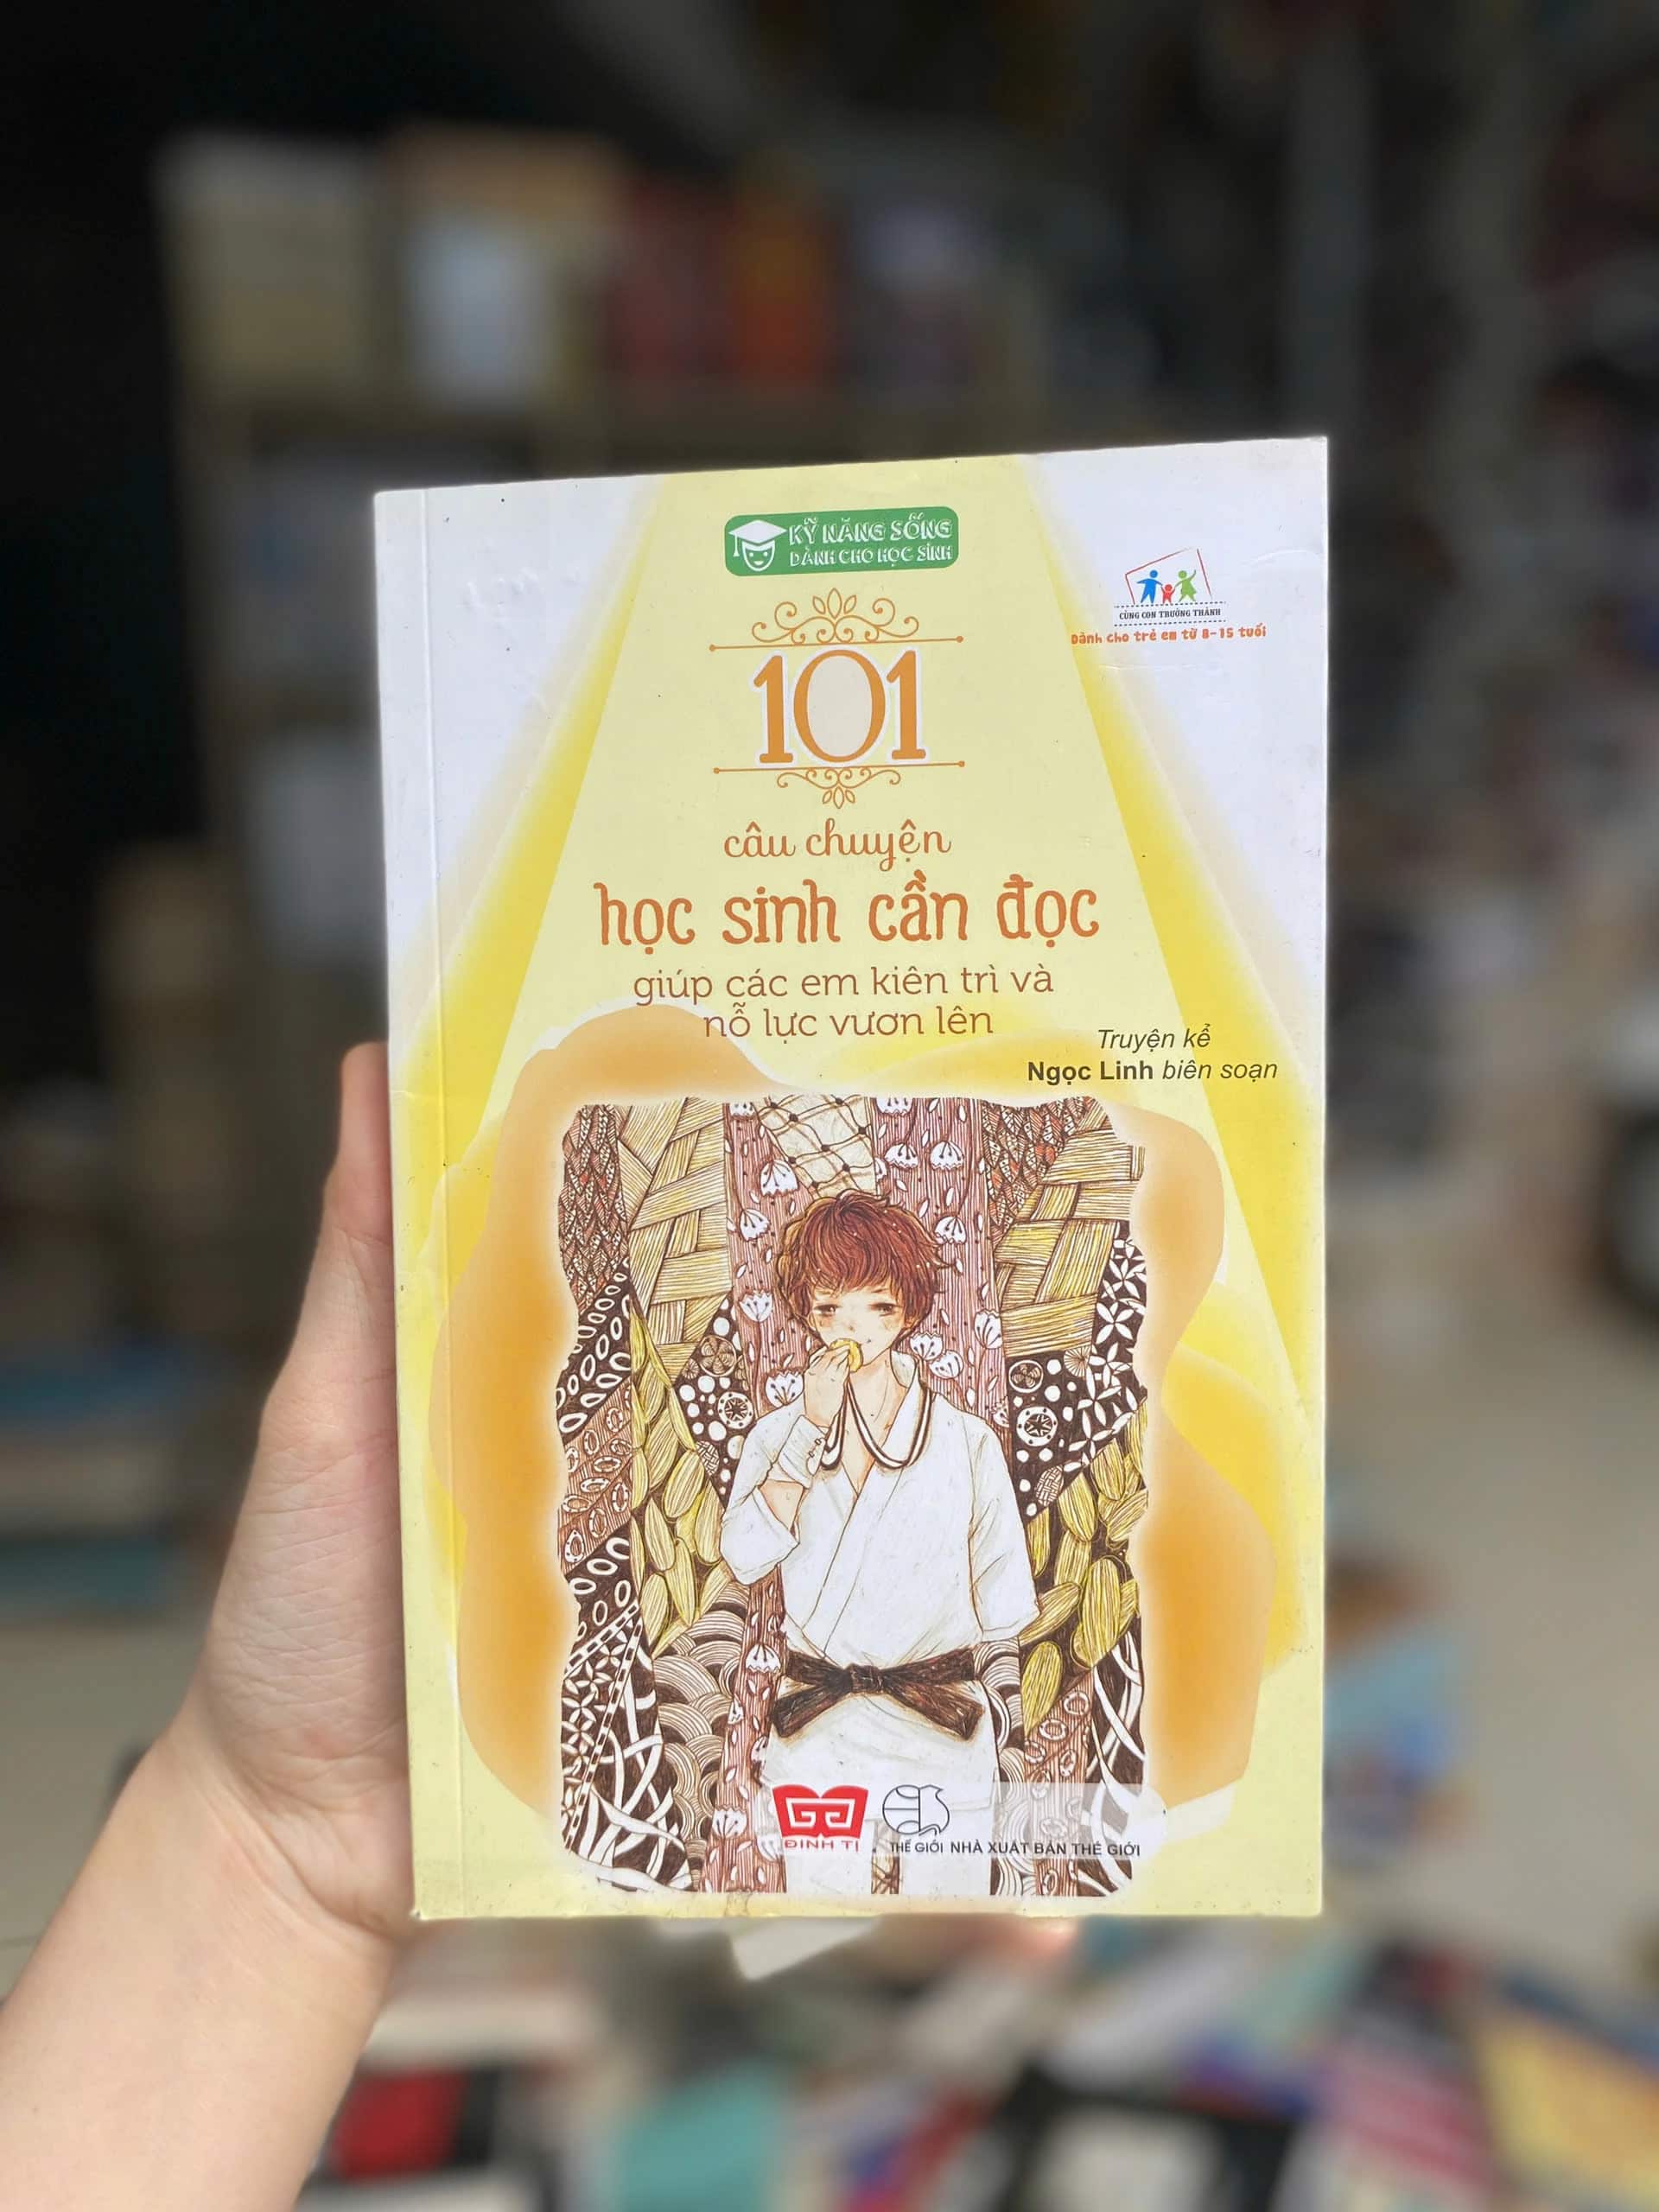 KỸ NĂNG SỐNG
DÀNH CHO HỌC SINH
CÙNG CON TRƯỞNG THÀNH
Dành cho trẻ em từ 8-15 tuổi
101
câu chuyện
học sinh cần đọc
giúp các em kiên trì và
nỗ lực vươn lên
Truyện kể
Ngọc Linh biên soạn
ĐINH TỊ
THẾ GIỚI NHÀ XUẤT BẢN THẾ GIỚI